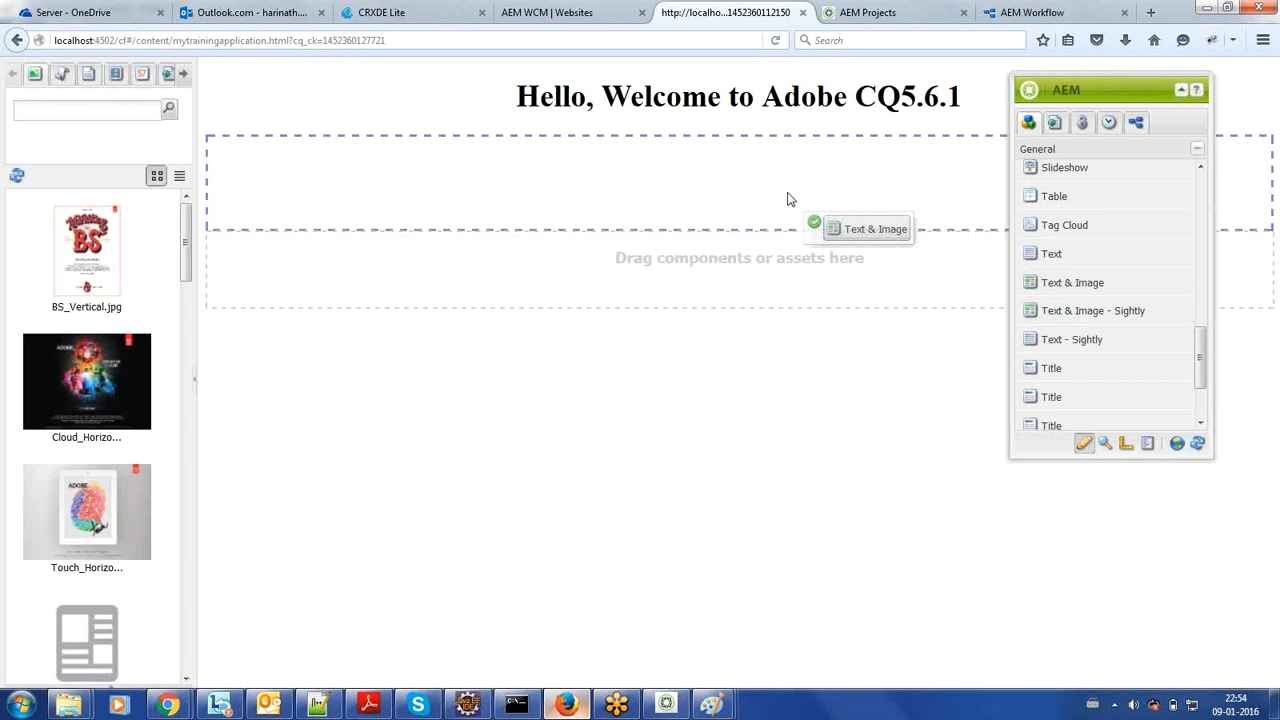 Server - OneDrive
Outlook.com - harinath....
CRXDE Lite
AEM WCM | Websites
http://localho...1452360112150
AEM Projects
AEM Workflow
localhost:4502/cf#/content/mytrainingapplication.html?cq_ck=1452360127721
Search
Hello, Welcome to Adobe CQ5.6.1
AEM
General
Slideshow
Table
Tag Cloud
Text
Text & Image
Text & Image - Sightly
Text - Sightly
Title
Title
Title
Text & Image
Drag components or assets here
BS_Vertical.jpg
ADOBE
Cloud_Horizo...
ADOBE
Touch_Horizo...
22:54
09-01-2016